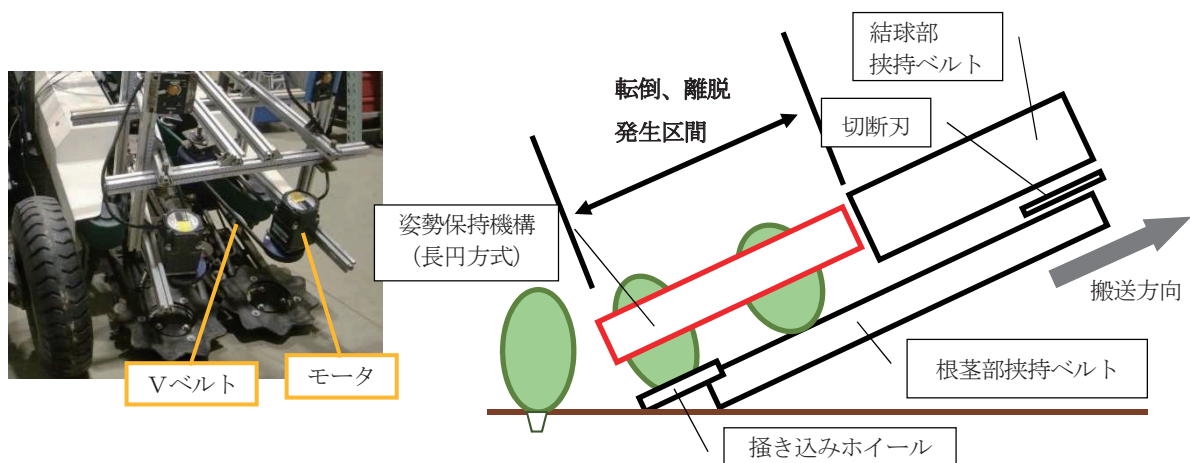 Vベルト
モータ
転倒、離脱
発生区間
結球部
挟持ベルト
切断刃
姿勢保持機構
（長円方式）
搬送方向
根茎部挟持ベルト
掻き込みホイール